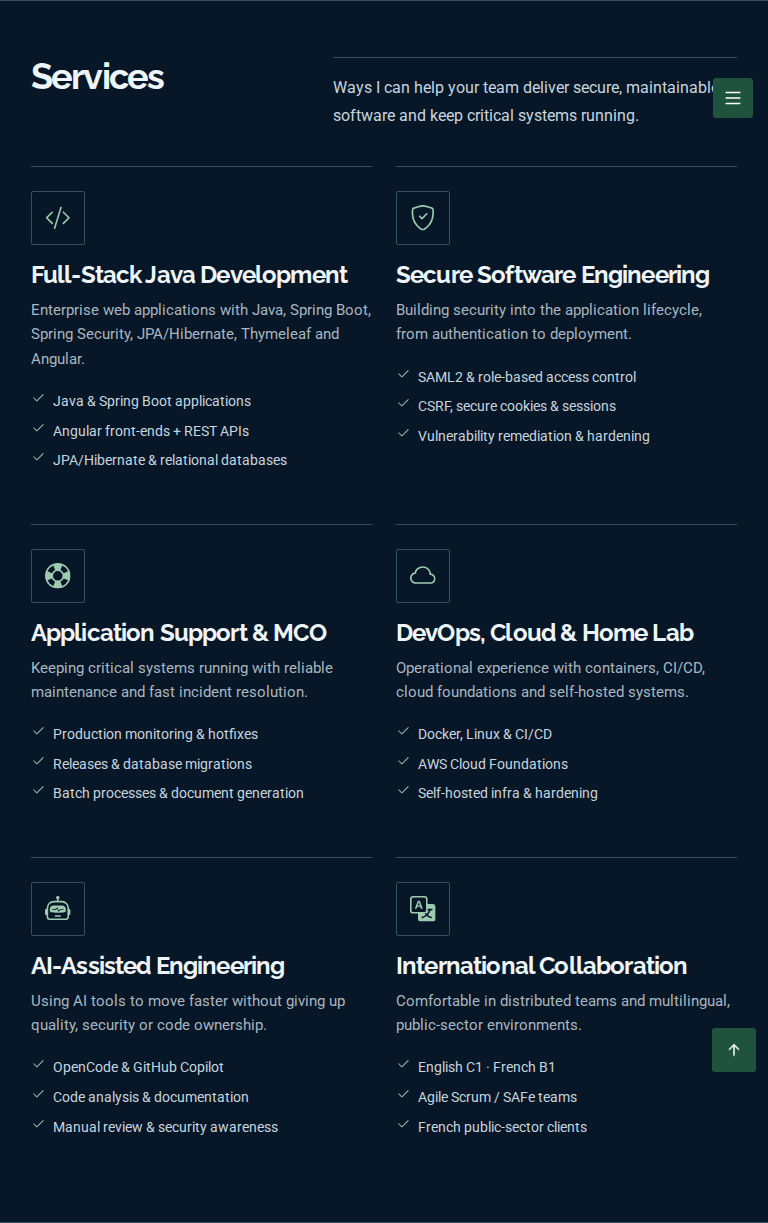 Services
Ways I can help your team deliver secure, maintainable
software and keep critical systems running.
Full-Stack Java Development
Enterprise web applications with Java, Spring Boot,
Spring Security, JPA/Hibernate, Thymeleaf and
Angular.
Java & Spring Boot applications
Angular front-ends + REST APIs
JPA/Hibernate & relational databases
Secure Software Engineering
Building security into the application lifecycle,
from authentication to deployment.
SAML2 & role-based access control
CSRF, secure cookies & sessions
Vulnerability remediation & hardening
Application Support & MCO
Keeping critical systems running with reliable
maintenance and fast incident resolution.
Production monitoring & hotfixes
Releases & database migrations
Batch processes & document generation
DevOps, Cloud & Home Lab
Operational experience with containers, CI/CD,
cloud foundations and self-hosted systems.
Docker, Linux & CI/CD
AWS Cloud Foundations
Self-hosted infra & hardening
AI-Assisted Engineering
Using AI tools to move faster without giving up
quality, security or code ownership.
OpenCode & GitHub Copilot
Code analysis & documentation
Manual review & security awareness
International Collaboration
Comfortable in distributed teams and multilingual,
public-sector environments.
English C1 · French B1
Agile Scrum / SAFe teams
French public-sector clients